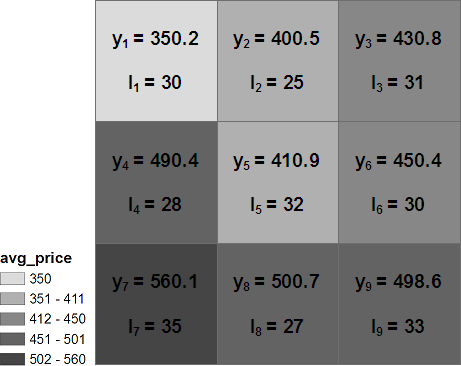 y₁ = 350.2 y₂ = 400.5 y₃ = 430.8
l₁ = 30 l₂ = 25 l₃ = 31
y₄ = 490.4 y₅ = 410.9 y₆ = 450.4
l₄ = 28 l₅ = 32 l₆ = 30
y₇ = 560.1 y₈ = 500.7 y₉ = 498.6
l₇ = 35 l₈ = 27 l₉ = 33
avg_price
350
351 - 411
412 - 450
451 - 501
502 - 560